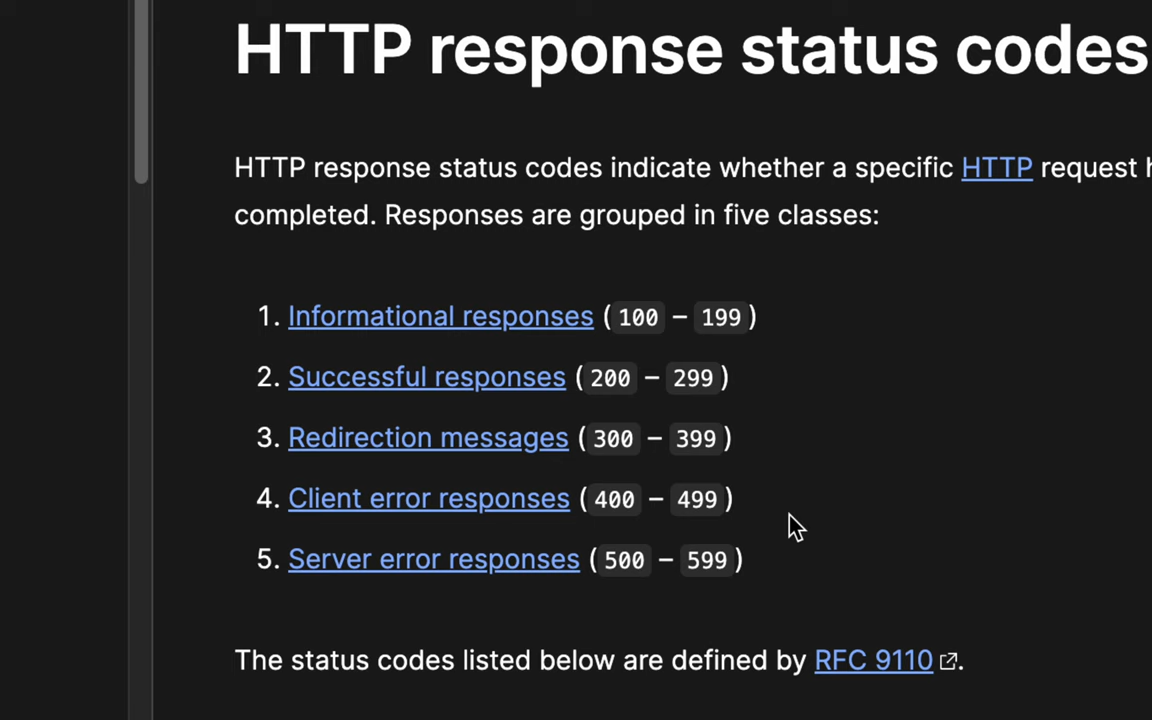 HTTP response status codes
HTTP response status codes indicate whether a specific HTTP request
completed. Responses are grouped in five classes:
1. Informational responses (100 – 199)
2. Successful responses (200 – 299)
3. Redirection messages (300 – 399)
4. Client error responses (400 – 499)
5. Server error responses (500 – 599)
The status codes listed below are defined by RFC 9110.